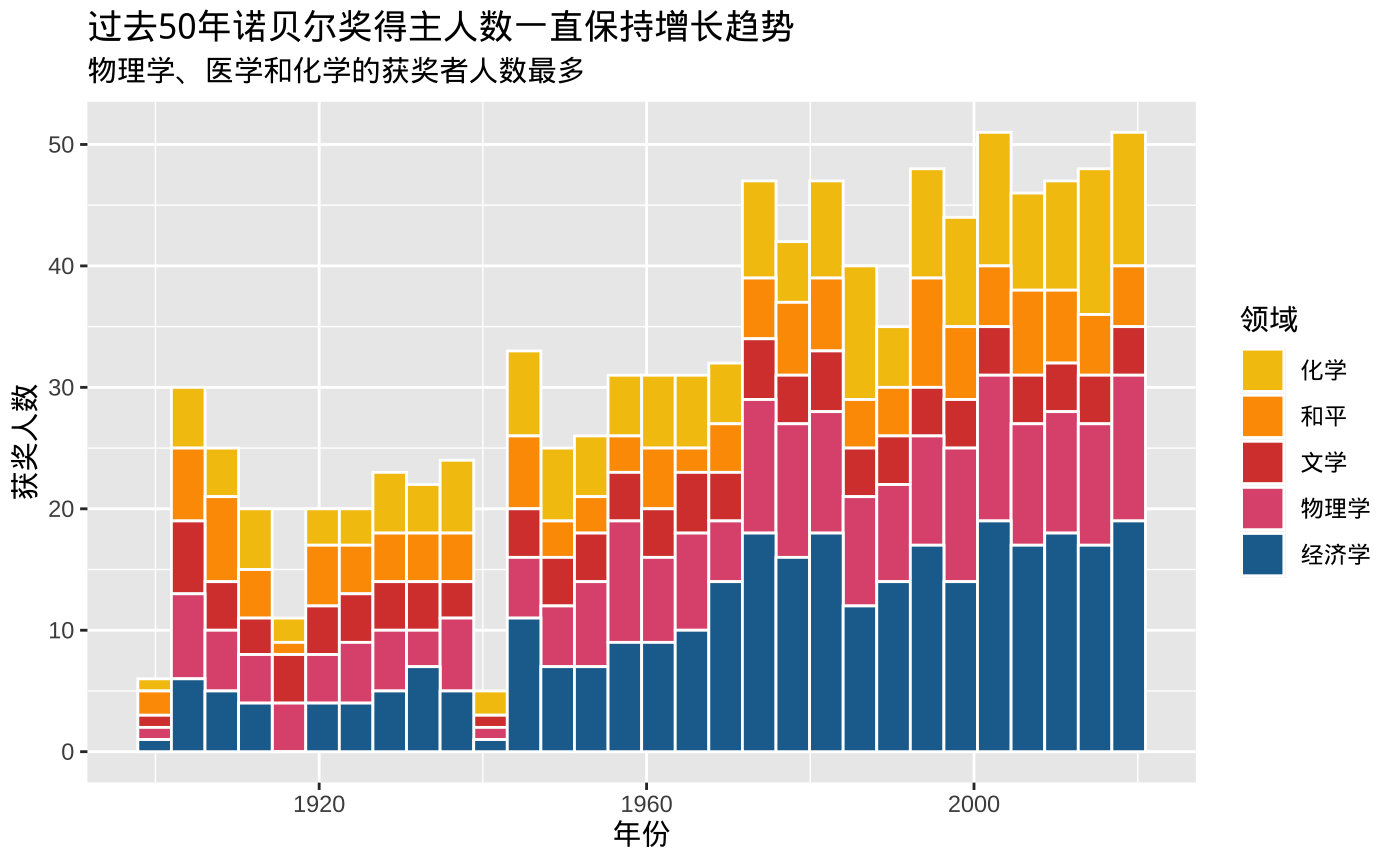 过去50年诺贝尔奖得主人数一直保持增长趋势
物理学、医学和化学的获奖者人数最多
获奖人数
50
40
30
20
10
0
1920
1960
2000
年份
领域
化学
和平
文学
物理学
经济学